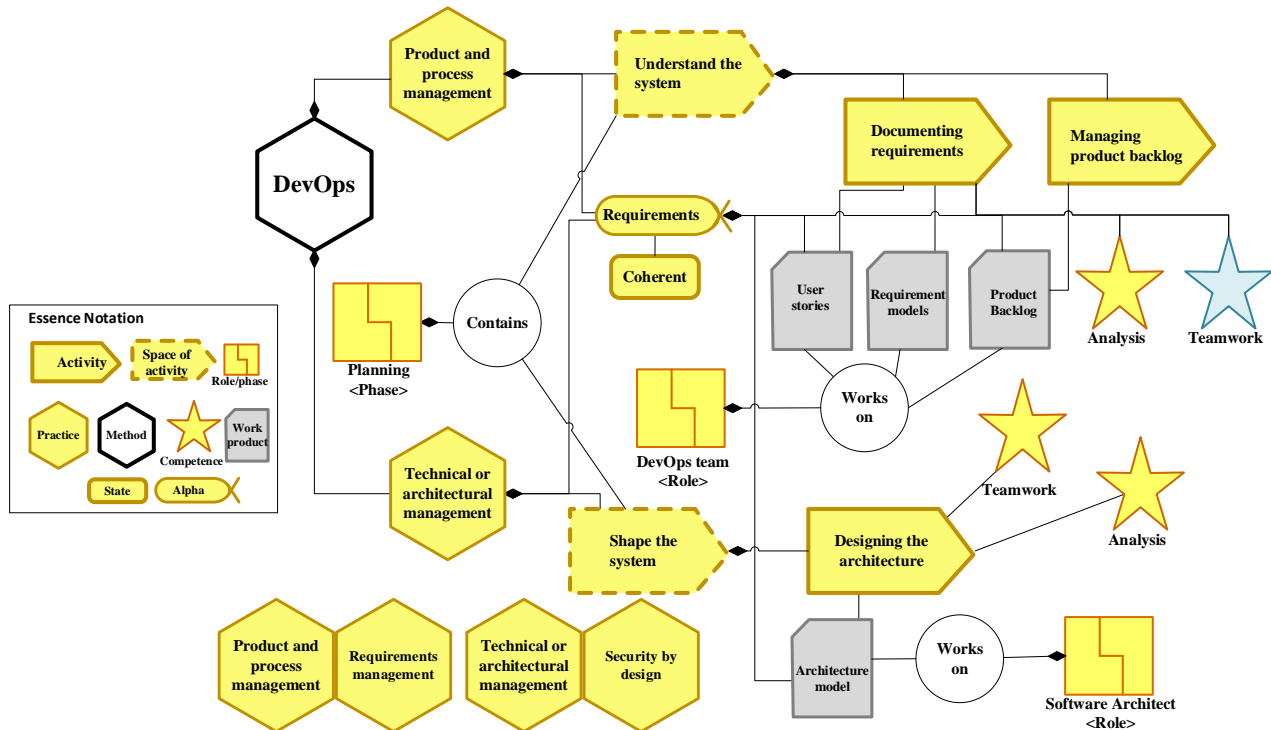 Product and
process
management
Understand the
system
Documenting
requirements
Managing
product backlog
DevOps
Requirements
Coherent
User
stories
Requirement
models
Product
Backlog
Analysis
Teamwork
Contains
Planning
<Phase>
Works
on
DevOps team
<Role>
Essence Notation
Activity
Space of
activity
Role/phase
Practice
Method
Competence
Work
product
State
Alpha
Technical or
architectural
management
Teamwork
Analysis
Shape the
system
Designing the
architecture
Product and
process
management
Requirements
management
Technical or
architectural
management
Security by
design
Architecture
model
Works
on
Software Architect
<Role>